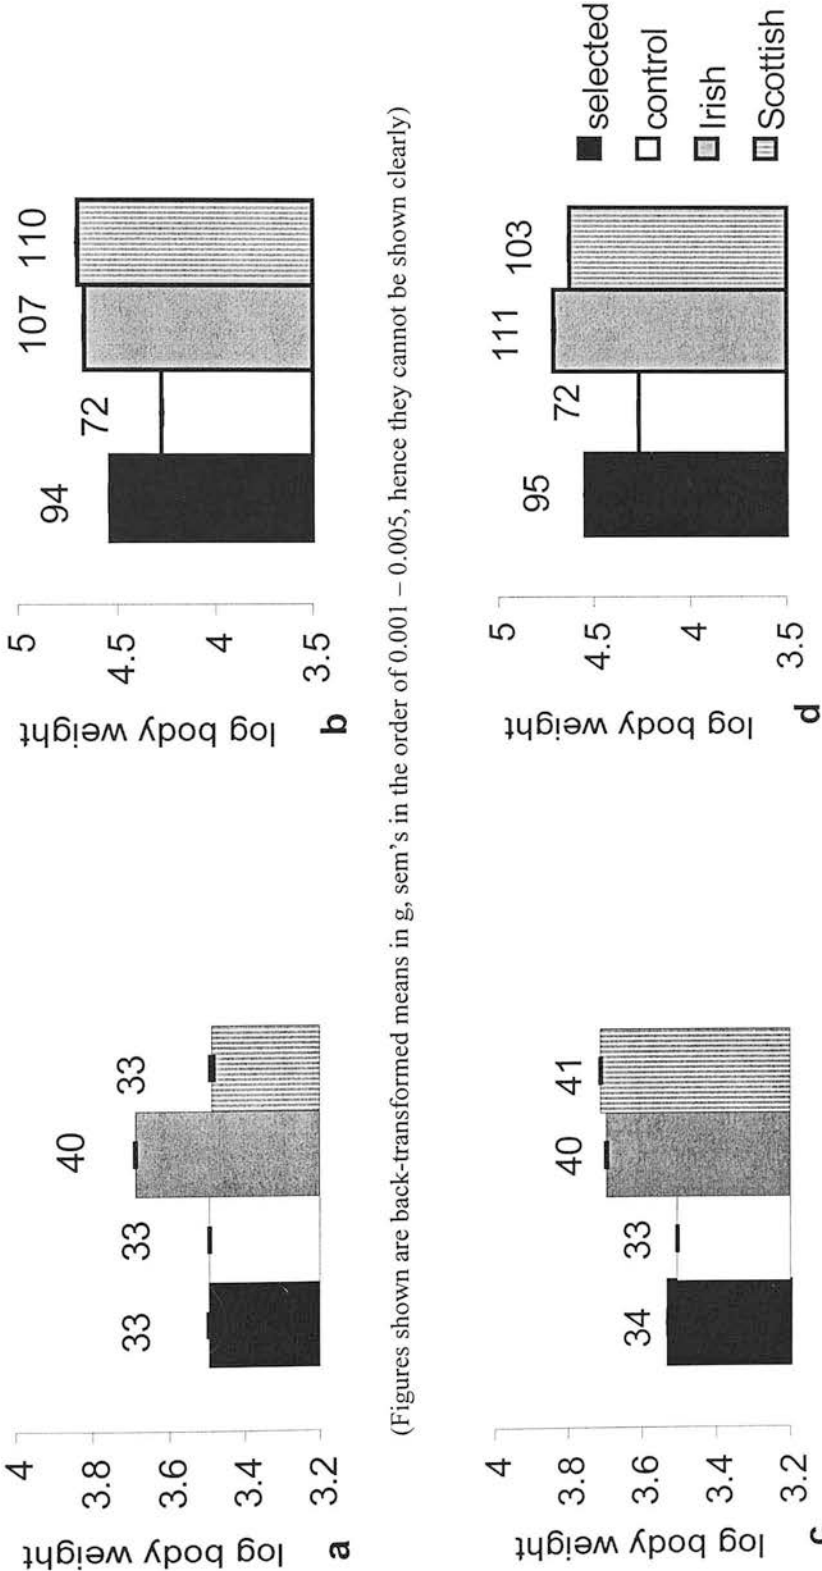 4
3.8
3.6
3.4
3.2
log body weight
33
33
40
33
a
5
4.5
4
3.5
log body weight
94
72
107
110
b
(Figures shown are back-transformed means in g, sem's in the order of 0.001 – 0.005, hence they cannot be shown clearly)
4
3.8
3.6
3.4
3.2
log body weight
34
33
40
41
c
5
4.5
4
3.5
log body weight
95
72
111
103
d
selected
control
Irish
Scottish